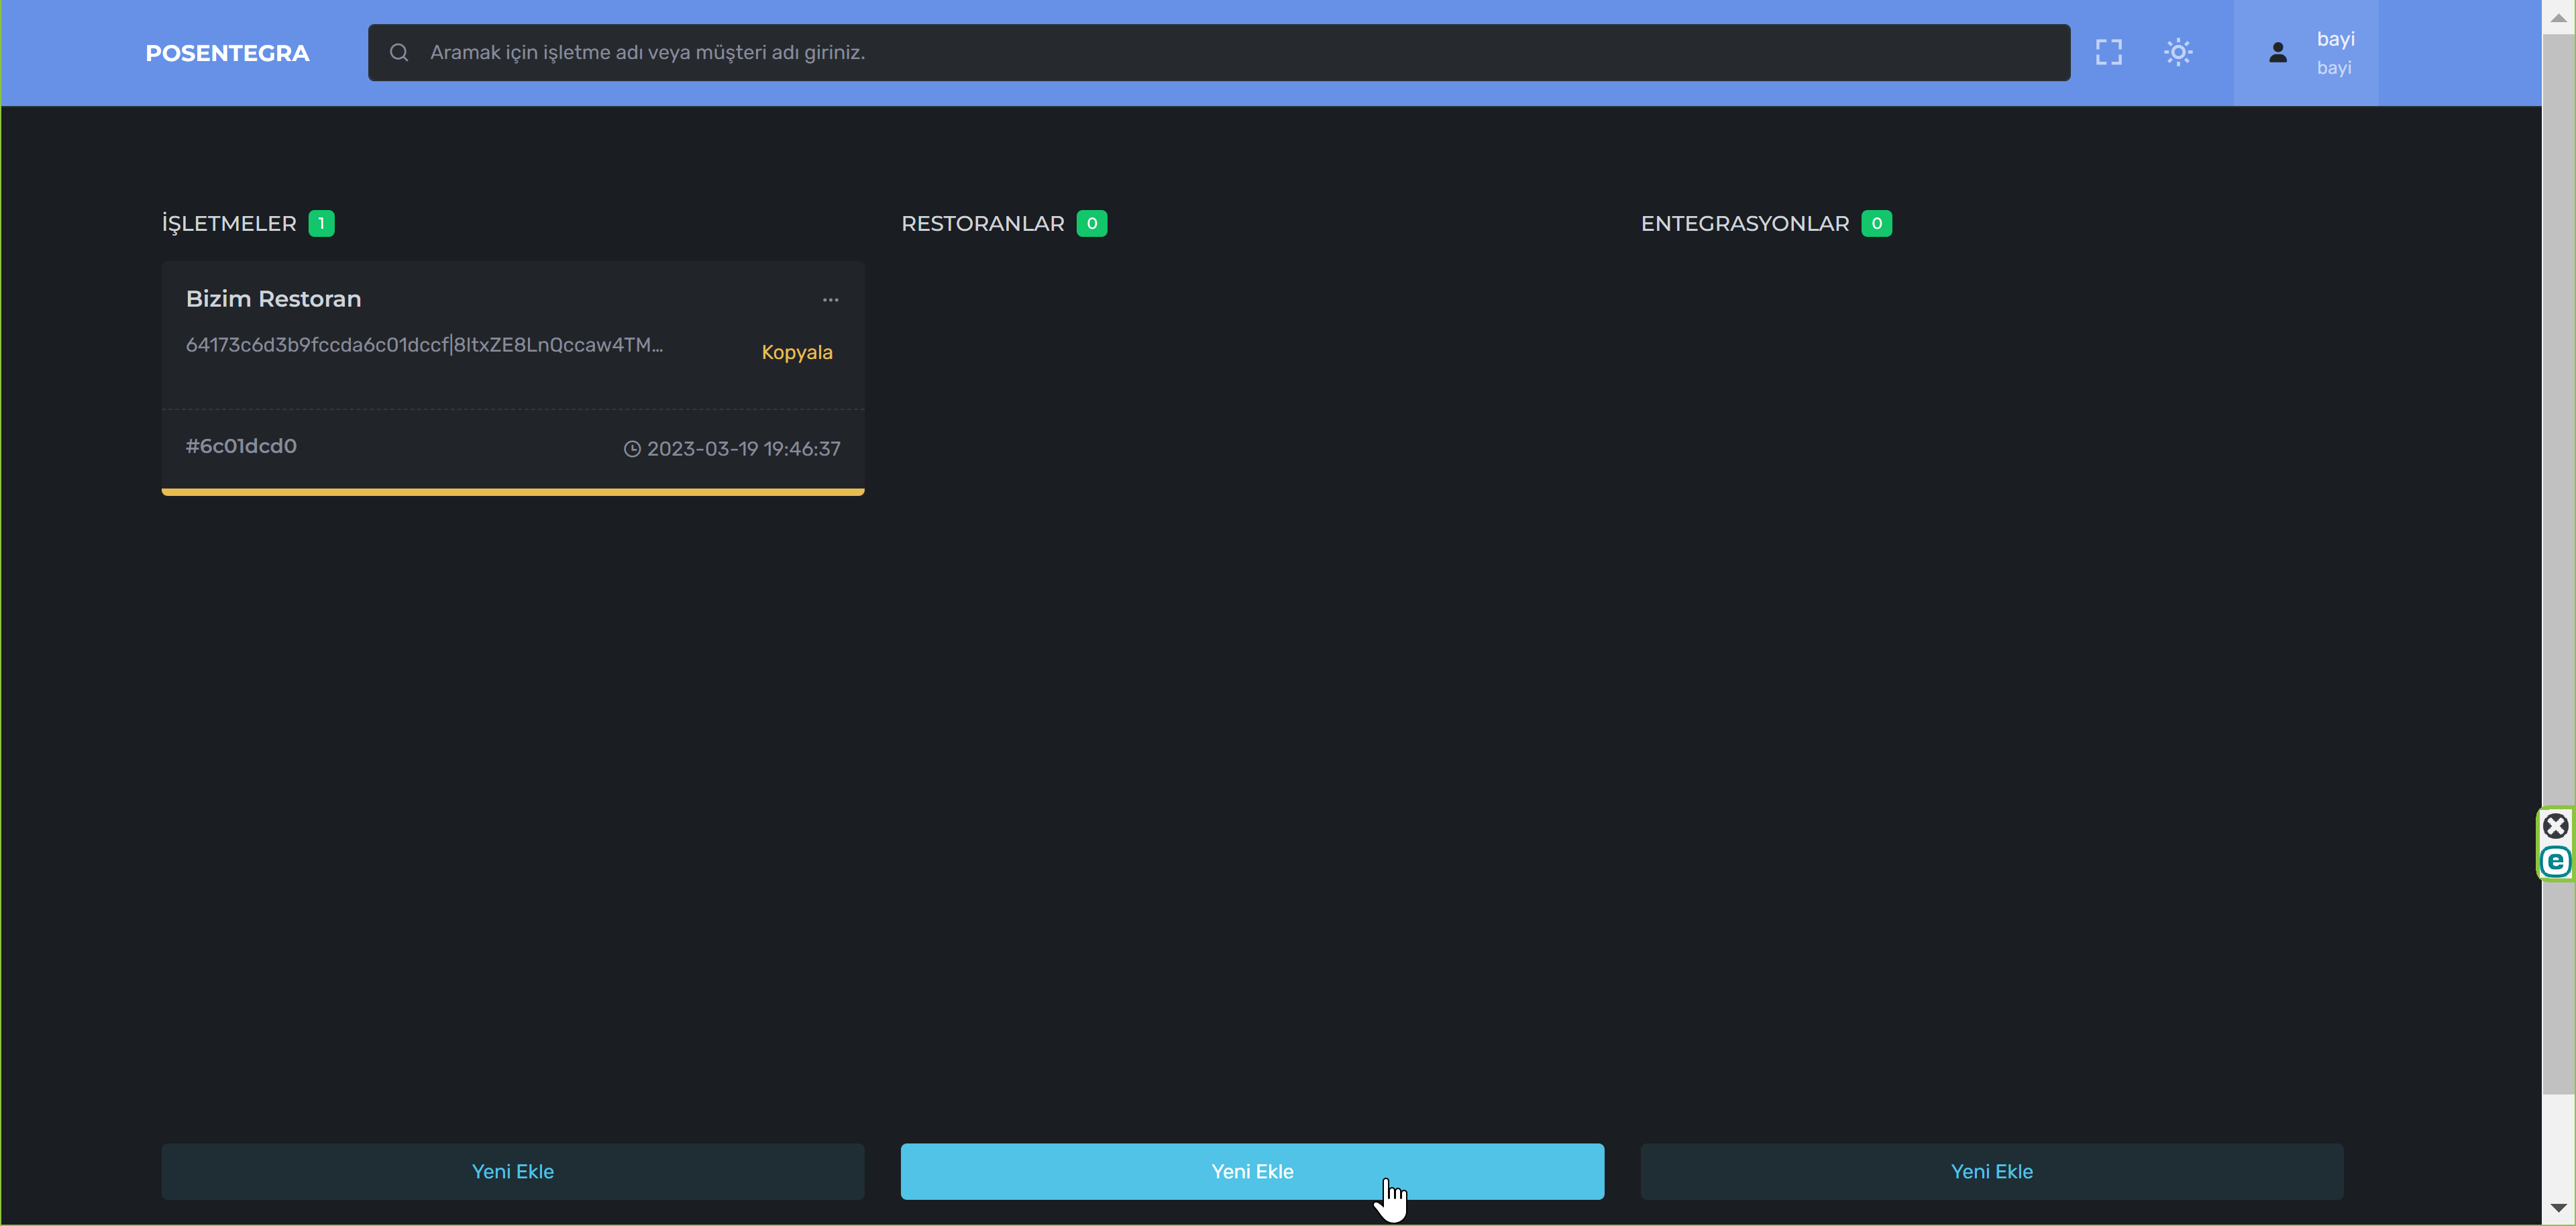 POSENTEGRA
Aramak için işletme adı veya müşteri adı giriniz.
bayi
bayi
İŞLETMELER 1
RESTORANLAR 0
ENTEGRASYONLAR 0
Bizim Restoran
64173c6d3b9fccda6c01dccf|8ItxZE8LnQccaw4TM...
Kopyala
#6c01dcd0
2023-03-19 19:46:37
Yeni Ekle
Yeni Ekle
Yeni Ekle
e